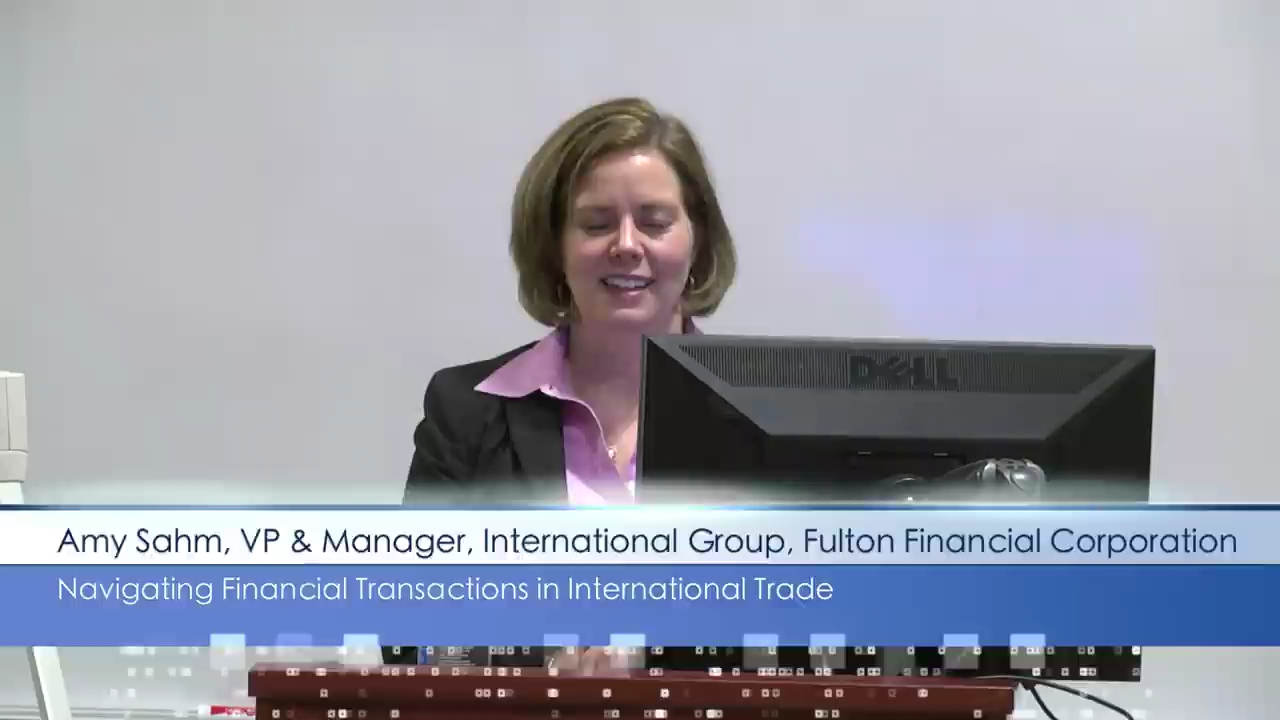 DELL
Amy Sahm, VP & Manager, International Group, Fulton Financial Corporation
Navigating Financial Transactions in International Trade